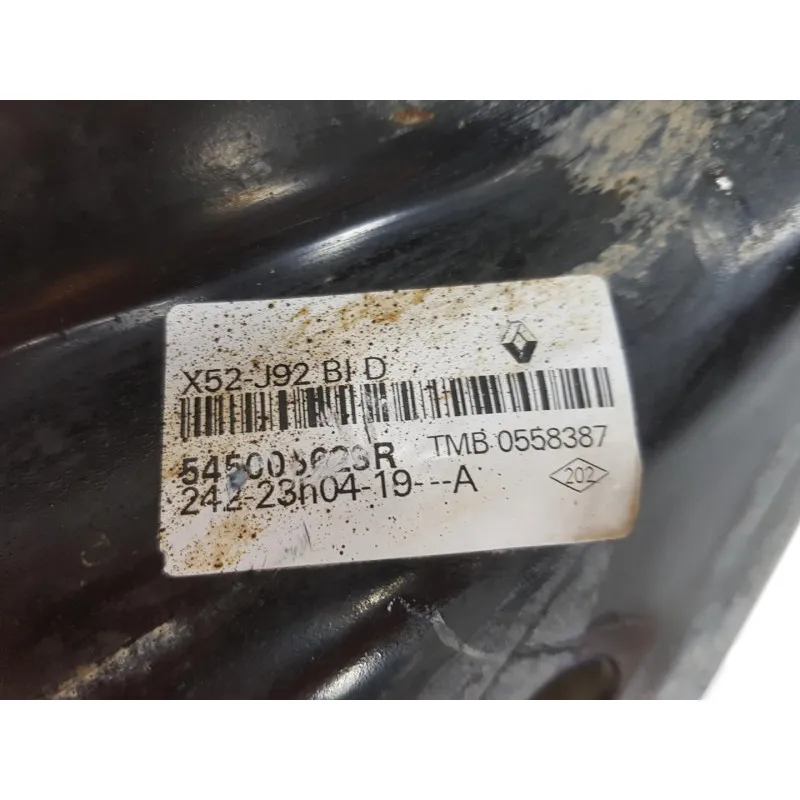 X52-J92 BI D
TMB 0558387
242-23h04-19---A
202